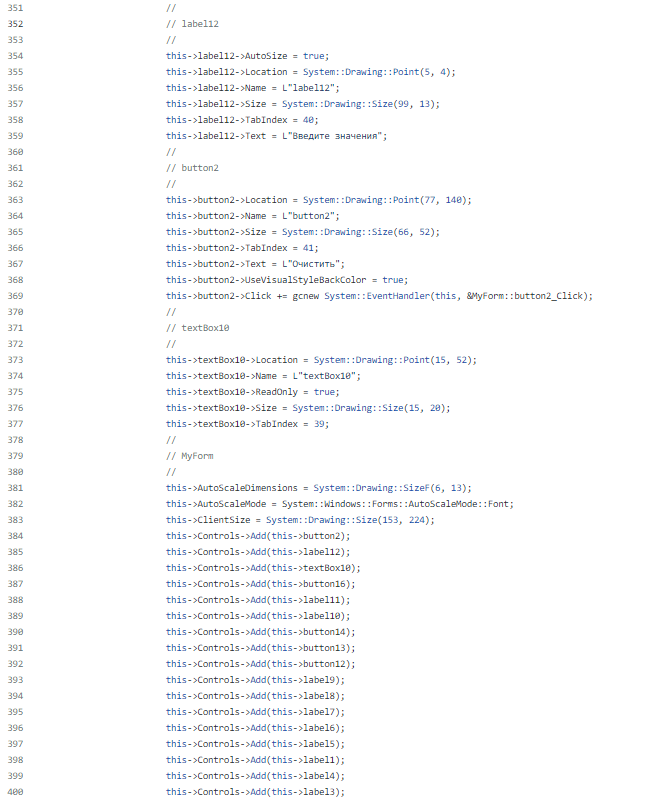 351 //
352 // label12
353 //
354 this->label12->AutoSize = true;
355 this->label12->Location = System::Drawing::Point(5, 4);
356 this->label12->Name = L"label12";
357 this->label12->Size = System::Drawing::Size(99, 13);
358 this->label12->TabIndex = 40;
359 this->label12->Text = L"Введите значения";
360 //
361 // button2
362 //
363 this->button2->Location = System::Drawing::Point(77, 140);
364 this->button2->Name = L"button2";
365 this->button2->Size = System::Drawing::Size(66, 52);
366 this->button2->TabIndex = 41;
367 this->button2->Text = L"Очистить";
368 this->button2->UseVisualStyleBackColor = true;
369 this->button2->Click += gcnew System::EventHandler(this, &MyForm::button2_Click);
370 //
371 // textBox10
372 //
373 this->textBox10->Location = System::Drawing::Point(15, 52);
374 this->textBox10->Name = L"textBox10";
375 this->textBox10->ReadOnly = true;
376 this->textBox10->Size = System::Drawing::Size(15, 20);
377 this->textBox10->TabIndex = 39;
378 //
379 // MyForm
380 //
381 this->AutoScaleDimensions = System::Drawing::SizeF(6, 13);
382 this->AutoScaleMode = System::Windows::Forms::AutoScaleMode::Font;
383 this->ClientSize = System::Drawing::Size(153, 224);
384 this->Controls->Add(this->button2);
385 this->Controls->Add(this->label12);
386 this->Controls->Add(this->textBox10);
387 this->Controls->Add(this->button16);
388 this->Controls->Add(this->label11);
389 this->Controls->Add(this->label10);
390 this->Controls->Add(this->button14);
391 this->Controls->Add(this->button13);
392 this->Controls->Add(this->button12);
393 this->Controls->Add(this->label9);
394 this->Controls->Add(this->label8);
395 this->Controls->Add(this->label7);
396 this->Controls->Add(this->label6);
397 this->Controls->Add(this->label5);
398 this->Controls->Add(this->label1);
399 this->Controls->Add(this->label4);
400 this->Controls->Add(this->label3);